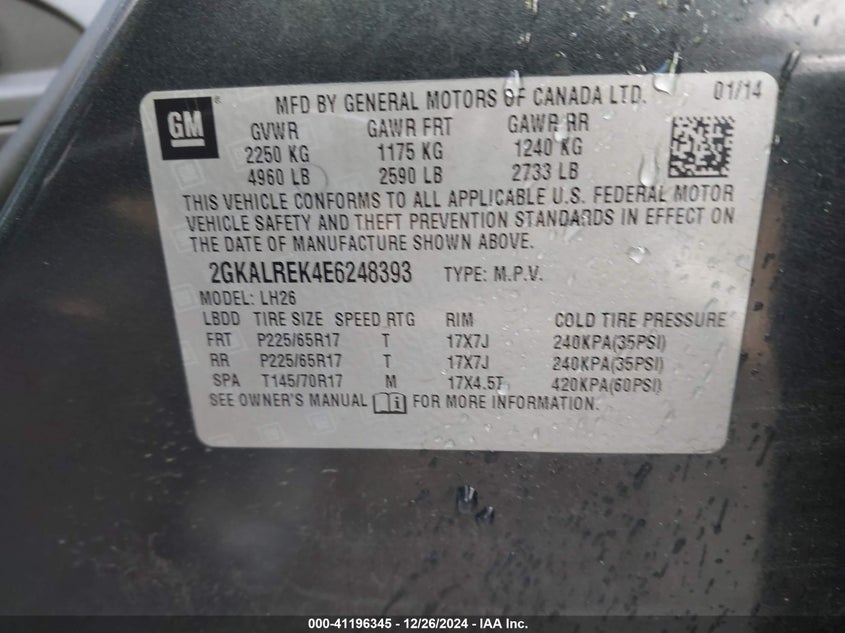 GM ® MFD BY GENERAL MOTORS OF CANADA LTD. 01/14
GVWR GAWR FRT GAWR RR
2250 KG 1175 KG 1240 KG
4960 LB 2590 LB 2733 LB
THIS VEHICLE CONFORMS TO ALL APPLICABLE U.S. FEDERAL MOTOR
VEHICLE SAFETY AND THEFT PREVENTION STANDARDS IN EFFECT ON
THE DATE OF MANUFACTURE SHOWN ABOVE.
2GKALREK4E6248393 TYPE: M.P.V.
MODEL: LH26
LBDD TIRE SIZE SPEED RTG RIM COLD TIRE PRESSURE
FRT P225/65R17 T 17X7J 240KPA(35PSI)
RR P225/65R17 T 17X7J 240KPA(35PSI)
SPA T145/70R17 M 17X4.5T 420KPA(60PSI)
SEE OWNER'S MANUAL i FOR MORE INFORMATION.
000-41196345 - 12/26/2024 - IAA Inc.